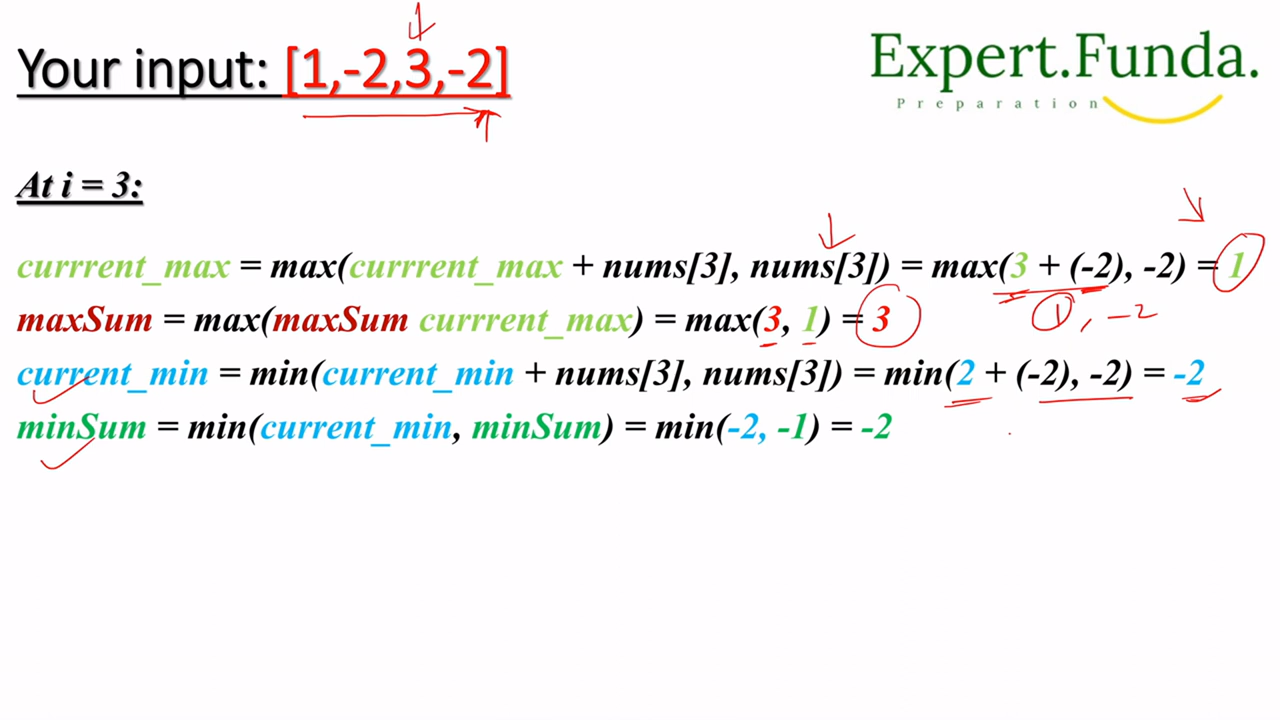 Your input: [1,-2,3,-2]
Expert.Funda.
Preparation
At i = 3:
currrent_max = max(currrent_max + nums[3], nums[3]) = max(3 + (-2), -2) = 1
1, -2
maxSum = max(maxSum currrent_max) = max(3, 1) = 3
current_min = min(current_min + nums[3], nums[3]) = min(2 + (-2), -2) = -2
minSum = min(current_min, minSum) = min(-2, -1) = -2